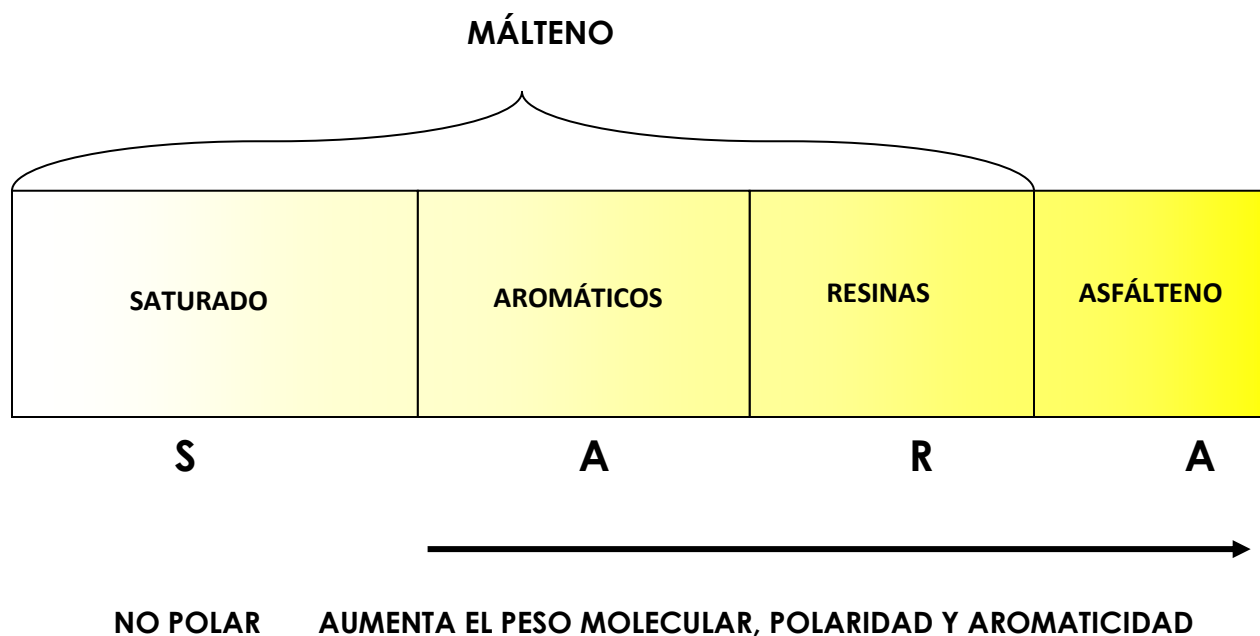 MÁLTENO
SATURADO
AROMÁTICOS
RESINAS
ASFÁLTENO
S
A
R
A
NO POLAR
AUMENTA EL PESO MOLECULAR, POLARIDAD Y AROMATICIDAD